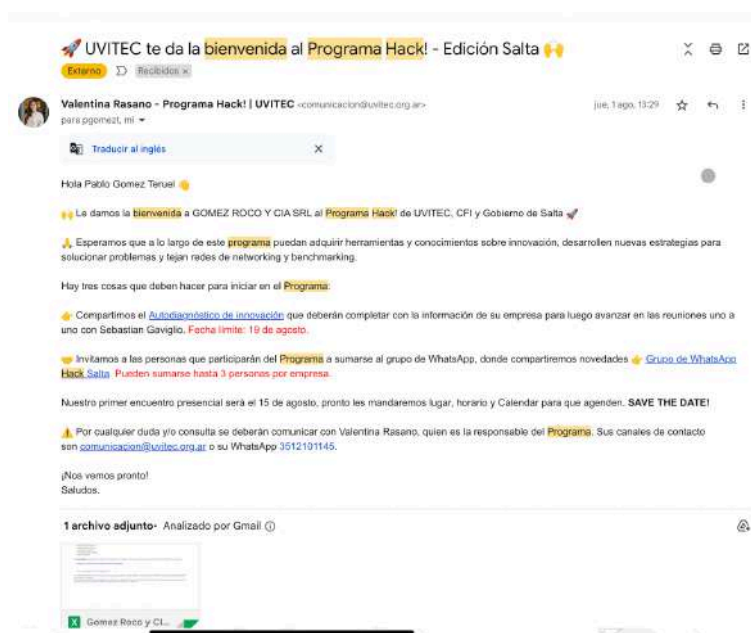 🚀 UVITEC te da la bienvenida al Programa Hack! - Edición Salta 🙌
Externo Recibidos x
Valentina Rasano - Programa Hack! | UVITEC <comunicacion@uvitec.org.ar> jue, 1 ago, 13:29
para pgomezt, mí
Traducir al inglés
Hola Pablo Gomez Teruel 👋
🙌 Le damos la bienvenida a GOMEZ ROCO Y CIA SRL al Programa Hack! de UVITEC, CFI y Gobierno de Salta 🚀
🙏 Esperamos que a lo largo de este programa puedan adquirir herramientas y conocimientos sobre innovación, desarrollen nuevas estrategias para
solucionar problemas y tejan redes de networking y benchmarking.
Hay tres cosas que deben hacer para iniciar en el Programa:
👉 Compartimos el Autodiagnóstico de innovación que deberán completar con la información de su empresa para luego avanzar en las reuniones uno a
uno con Sebastian Gaviglio. Fecha límite: 19 de agosto.
🤝 Invitamos a las personas que participarán del Programa a sumarse al grupo de WhatsApp, donde compartiremos novedades 👉 Grupo de WhatsApp
Hack Salta Pueden sumarse hasta 3 personas por empresa.
Nuestro primer encuentro presencial será el 15 de agosto, pronto les mandaremos lugar, horario y Calendar para que agenden. SAVE THE DATE!
⚠️ Por cualquier duda y/o consulta se deberán comunicar con Valentina Rasano, quien es la responsable del Programa. Sus canales de contacto
son comunicacion@uvitec.org.ar o su WhatsApp 3512101145.
¡Nos vemos pronto!
Saludos.
1 archivo adjunto• Analizado por Gmail
Gomez Roco y CI...